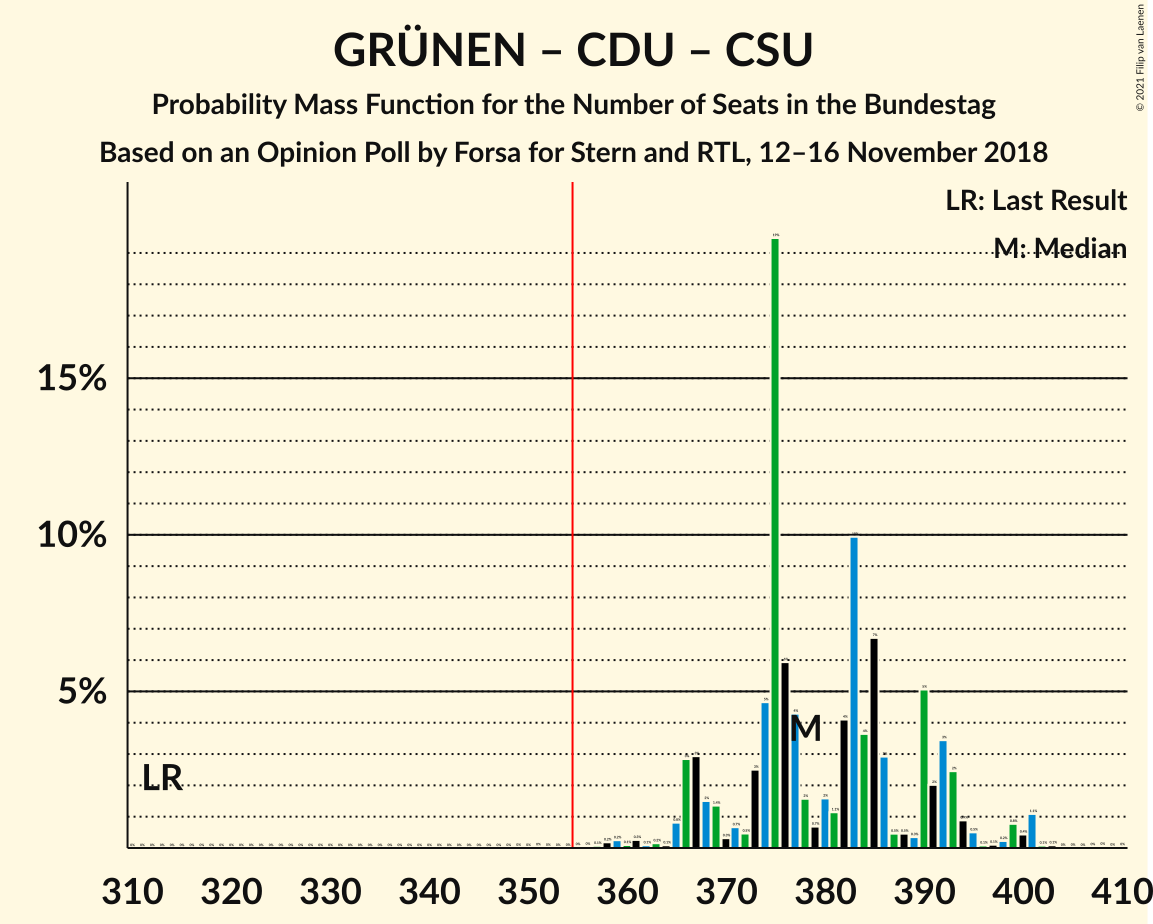 GRÜNEN – CDU – CSU
Probability Mass Function for the Number of Seats in the Bundestag
Based on an Opinion Poll by Forsa for Stern and RTL, 12–16 November 2018
© 2021 Filip van Laenen
LR: Last Result
M: Median
15%
10%
5%
LR
M
310 320 330 340 350 360 370 380 390 400 410